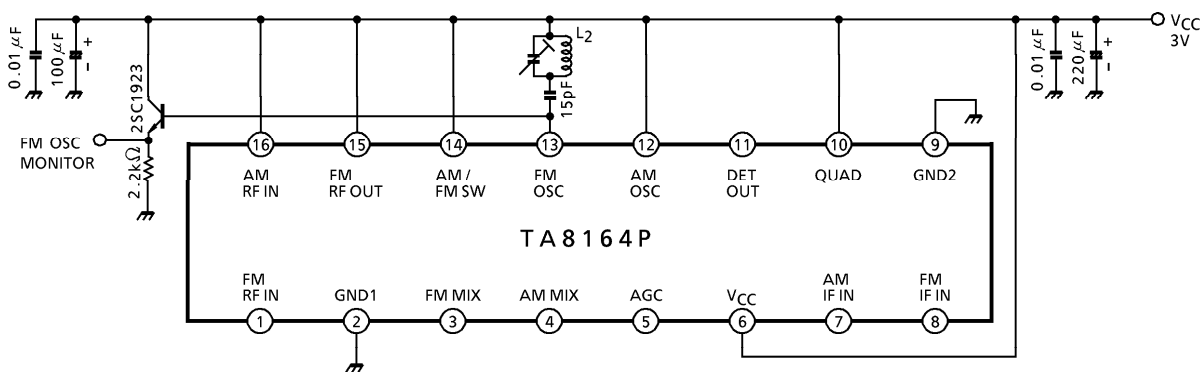 0.01μF
100μF
+
-
2SC1923
FM OSC
MONITOR
2.2kΩ
L2
15pF
0.01μF
220μF
+
-
VCC
3V
16
15
14
13
12
11
10
9
AM
RF IN
FM
RF OUT
AM /
FM SW
FM
OSC
AM
OSC
DET
OUT
QUAD
GND2
TA8164P
FM
RF IN
GND1
FM MIX
AM MIX
AGC
VCC
AM
IF IN
FM
IF IN
1
2
3
4
5
6
7
8